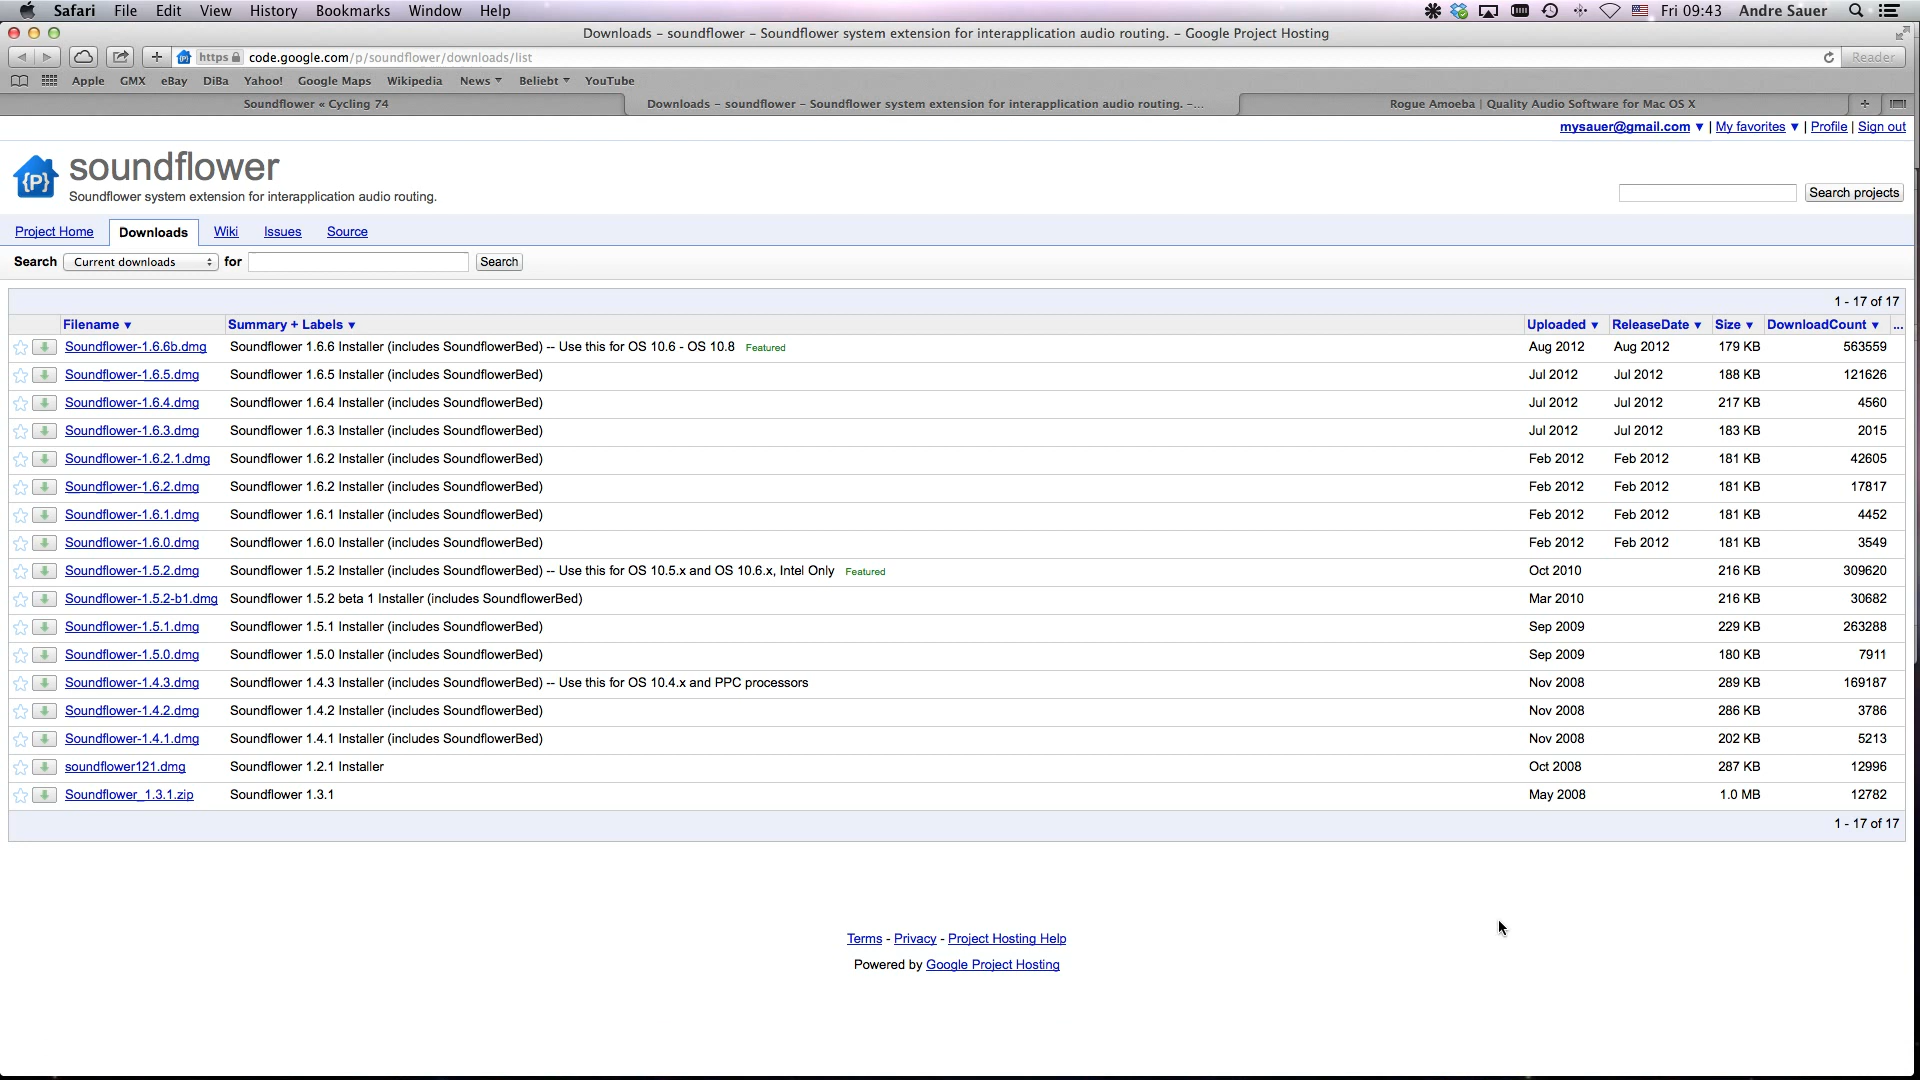 Safari File Edit View History Bookmarks Window Help Fri 09:43 Andre Sauer
Downloads – soundflower – Soundflower system extension for interapplication audio routing. – Google Project Hosting
https code.google.com/p/soundflower/downloads/list Reader
Apple GMX eBay DiBa Yahoo! Google Maps Wikipedia News ▼ Beliebt ▼ YouTube
Soundflower « Cycling 74 Downloads – soundflower – Soundflower system extension for interapplication audio routing. –... Rogue Amoeba | Quality Audio Software for Mac OS X
mysauer@gmail.com ▼ | My favorites ▼ | Profile | Sign out
{P} soundflower
Soundflower system extension for interapplication audio routing.
Search projects
Project Home Downloads Wiki Issues Source
Search Current downloads for Search
1 - 17 of 17
Filename ▼ Summary + Labels ▼ Uploaded ▼ ReleaseDate ▼ Size ▼ DownloadCount ▼ ...
Soundflower-1.6.6b.dmg Soundflower 1.6.6 Installer (includes SoundflowerBed) -- Use this for OS 10.6 - OS 10.8 Featured Aug 2012 Aug 2012 179 KB 563559
Soundflower-1.6.5.dmg Soundflower 1.6.5 Installer (includes SoundflowerBed) Jul 2012 Jul 2012 188 KB 121626
Soundflower-1.6.4.dmg Soundflower 1.6.4 Installer (includes SoundflowerBed) Jul 2012 Jul 2012 217 KB 4560
Soundflower-1.6.3.dmg Soundflower 1.6.3 Installer (includes SoundflowerBed) Jul 2012 Jul 2012 183 KB 2015
Soundflower-1.6.2.1.dmg Soundflower 1.6.2 Installer (includes SoundflowerBed) Feb 2012 Feb 2012 181 KB 42605
Soundflower-1.6.2.dmg Soundflower 1.6.2 Installer (includes SoundflowerBed) Feb 2012 Feb 2012 181 KB 17817
Soundflower-1.6.1.dmg Soundflower 1.6.1 Installer (includes SoundflowerBed) Feb 2012 Feb 2012 181 KB 4452
Soundflower-1.6.0.dmg Soundflower 1.6.0 Installer (includes SoundflowerBed) Feb 2012 Feb 2012 181 KB 3549
Soundflower-1.5.2.dmg Soundflower 1.5.2 Installer (includes SoundflowerBed) -- Use this for OS 10.5.x and OS 10.6.x, Intel Only Featured Oct 2010 216 KB 309620
Soundflower-1.5.2-b1.dmg Soundflower 1.5.2 beta 1 Installer (includes SoundflowerBed) Mar 2010 216 KB 30682
Soundflower-1.5.1.dmg Soundflower 1.5.1 Installer (includes SoundflowerBed) Sep 2009 229 KB 263288
Soundflower-1.5.0.dmg Soundflower 1.5.0 Installer (includes SoundflowerBed) Sep 2009 180 KB 7911
Soundflower-1.4.3.dmg Soundflower 1.4.3 Installer (includes SoundflowerBed) -- Use this for OS 10.4.x and PPC processors Nov 2008 289 KB 169187
Soundflower-1.4.2.dmg Soundflower 1.4.2 Installer (includes SoundflowerBed) Nov 2008 286 KB 3786
Soundflower-1.4.1.dmg Soundflower 1.4.1 Installer (includes SoundflowerBed) Nov 2008 202 KB 5213
soundflower121.dmg Soundflower 1.2.1 Installer Oct 2008 287 KB 12996
Soundflower_1.3.1.zip Soundflower 1.3.1 May 2008 1.0 MB 12782
1 - 17 of 17
Terms - Privacy - Project Hosting Help
Powered by Google Project Hosting